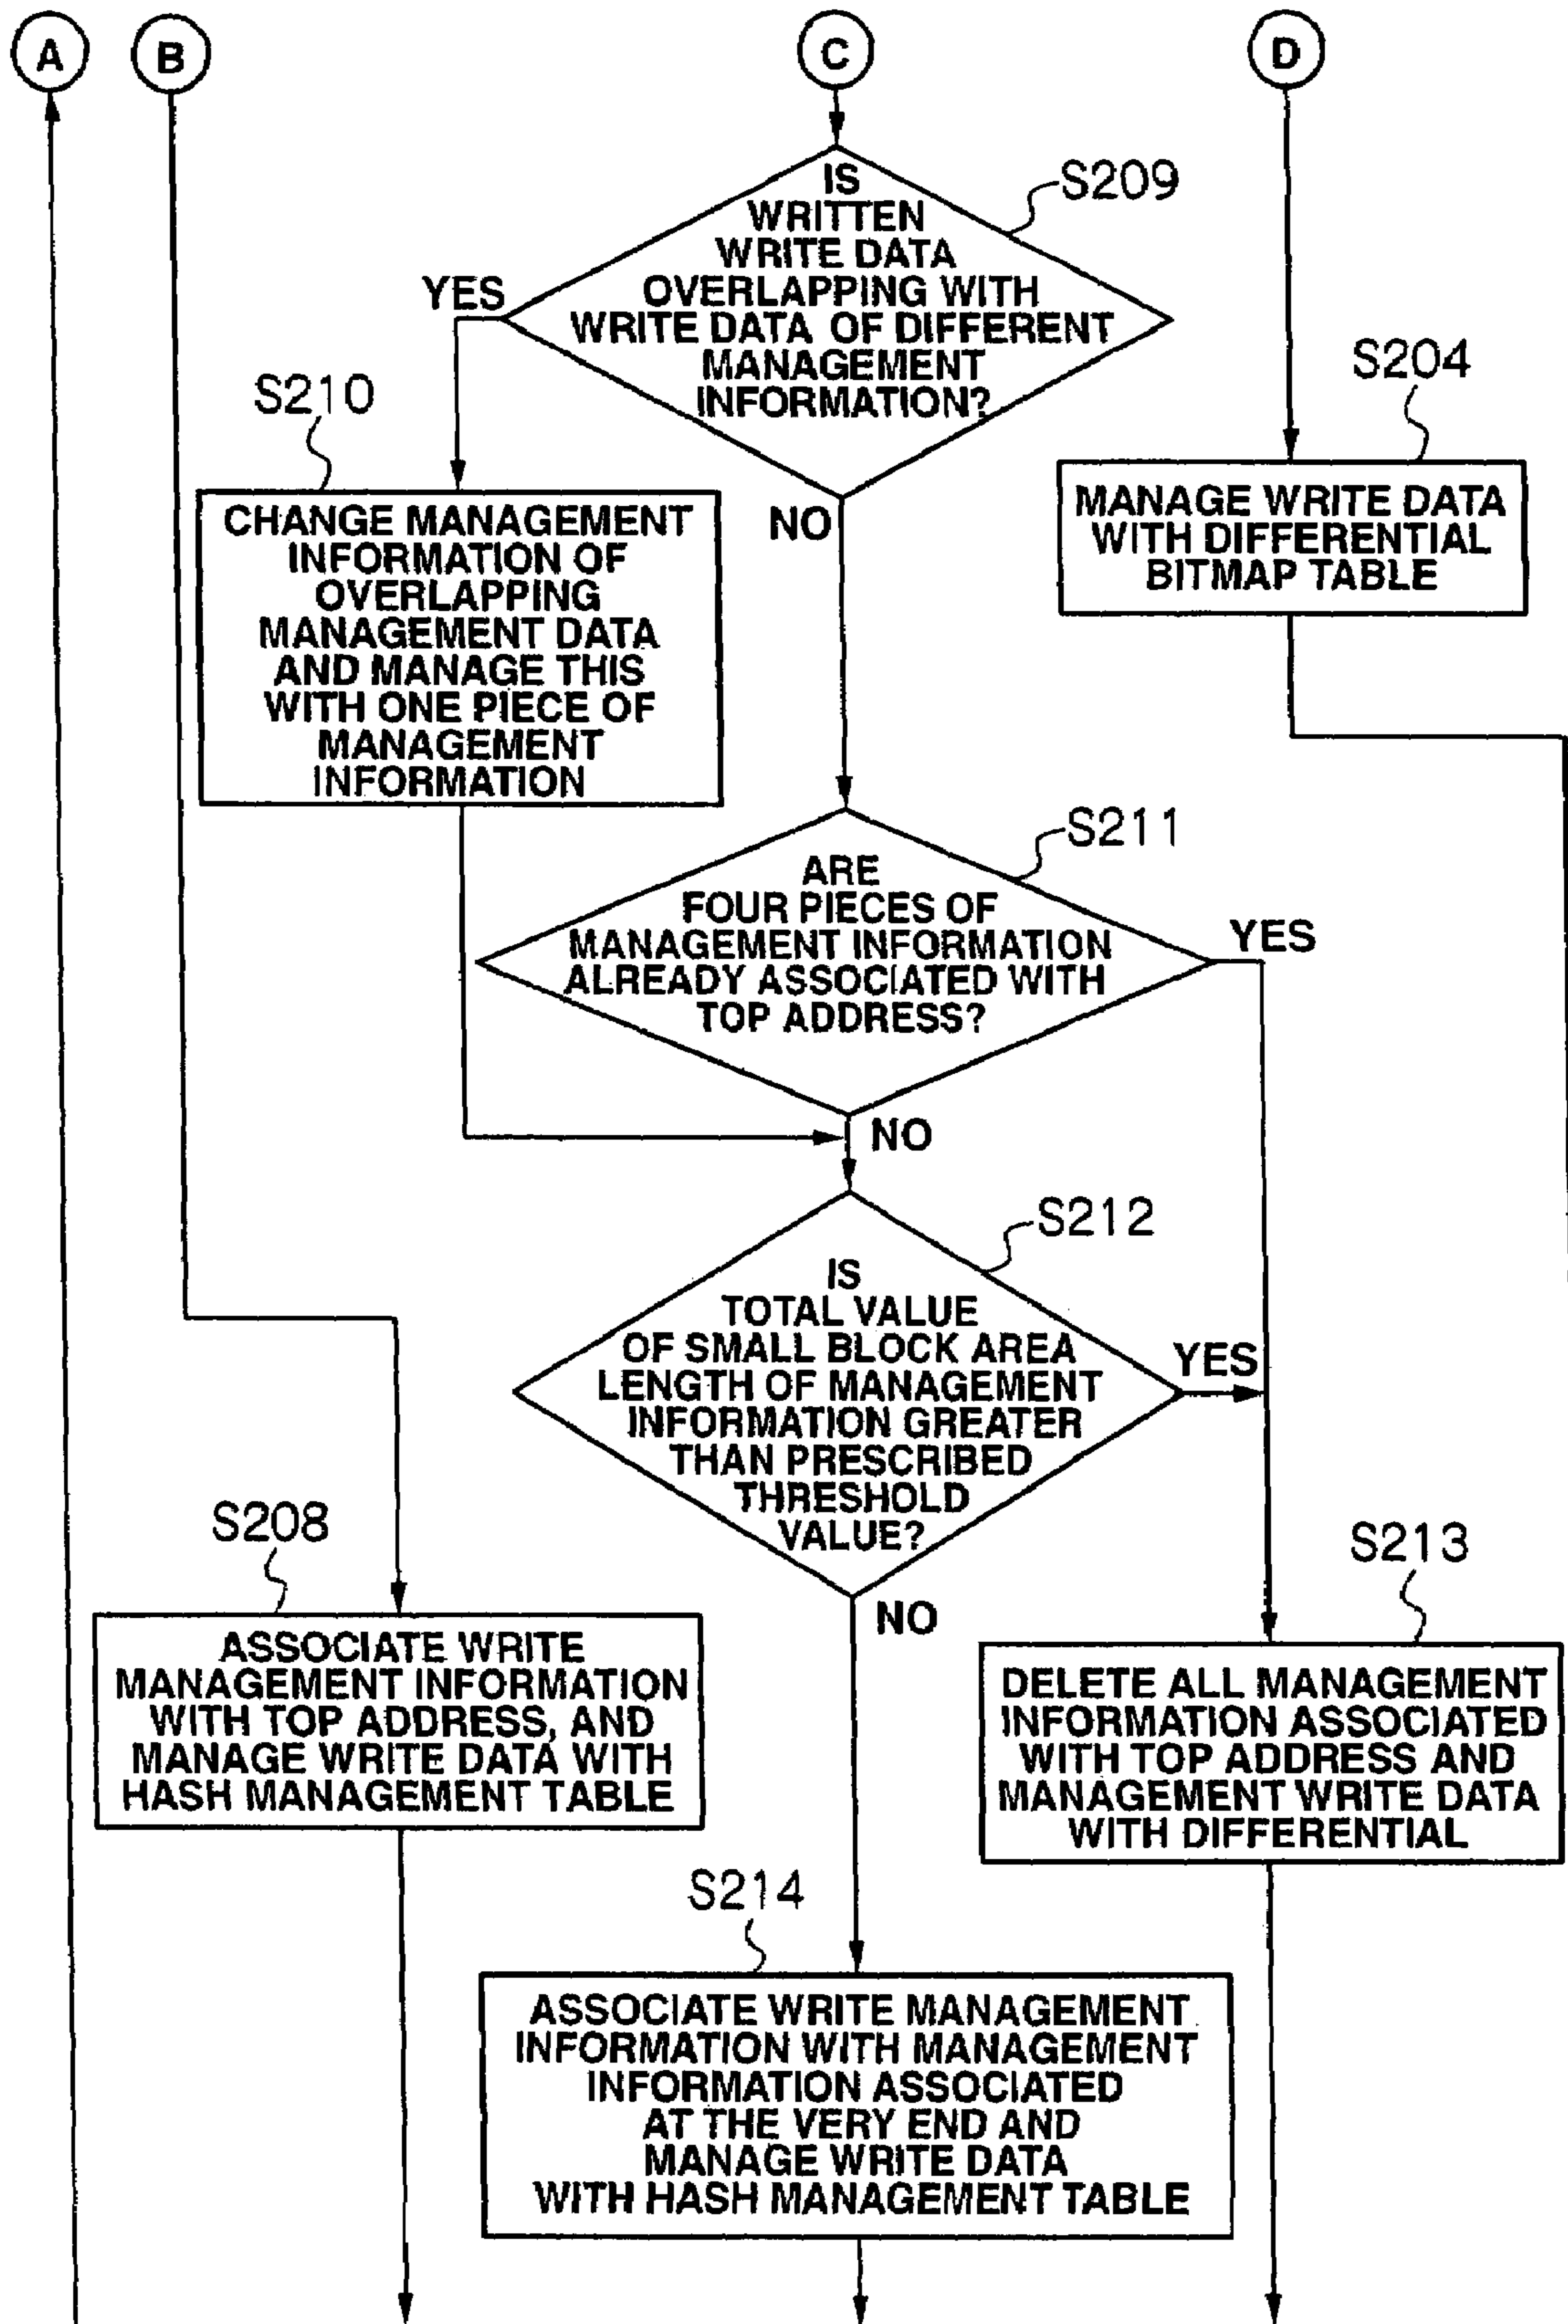 A
B
C
D
S209
IS
WRITTEN
WRITE DATA
OVERLAPPING WITH
WRITE DATA OF DIFFERENT
MANAGEMENT
INFORMATION?
YES
NO
S204
MANAGE WRITE DATA
WITH DIFFERENTIAL
BITMAP TABLE
S210
CHANGE MANAGEMENT
INFORMATION OF
OVERLAPPING
MANAGEMENT DATA
AND MANAGE THIS
WITH ONE PIECE OF
MANAGEMENT
INFORMATION
S211
ARE
FOUR PIECES OF
MANAGEMENT INFORMATION
ALREADY ASSOCIATED WITH
TOP ADDRESS?
YES
NO
S212
IS
TOTAL VALUE
OF SMALL BLOCK AREA
LENGTH OF MANAGEMENT
INFORMATION GREATER
THAN PRESCRIBED
THRESHOLD
VALUE?
YES
NO
S208
ASSOCIATE WRITE
MANAGEMENT INFORMATION
WITH TOP ADDRESS, AND
MANAGE WRITE DATA WITH
HASH MANAGEMENT TABLE
S213
DELETE ALL MANAGEMENT
INFORMATION ASSOCIATED
WITH TOP ADDRESS AND
MANAGEMENT WRITE DATA
WITH DIFFERENTIAL
S214
ASSOCIATE WRITE MANAGEMENT
INFORMATION WITH MANAGEMENT
INFORMATION ASSOCIATED
AT THE VERY END AND
MANAGE WRITE DATA
WITH HASH MANAGEMENT TABLE